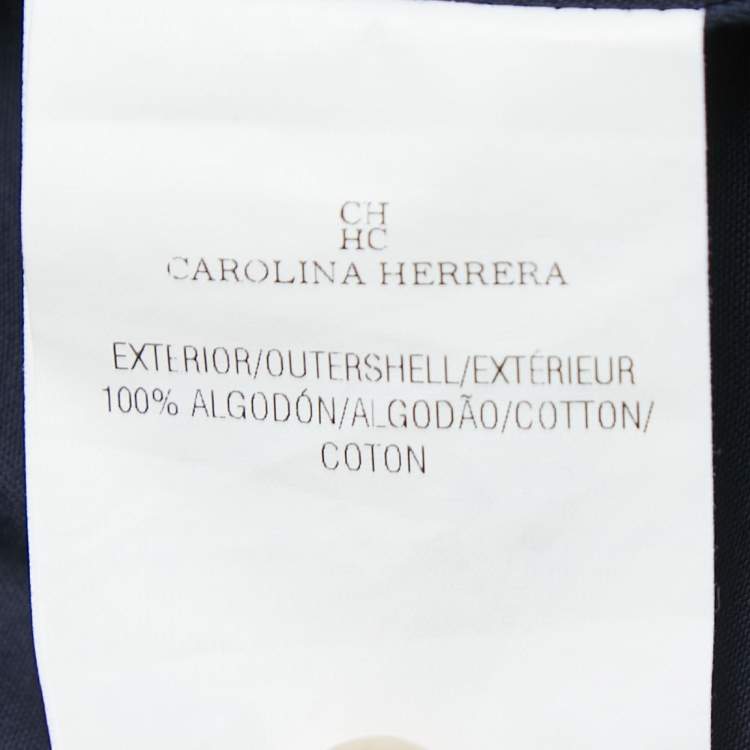 CH
HC
CAROLINA HERRERA
EXTERIOR/OUTERSHELL/EXTÉRIEUR
100% ALGODÓN/ALGODÃO/COTTON/
COTON